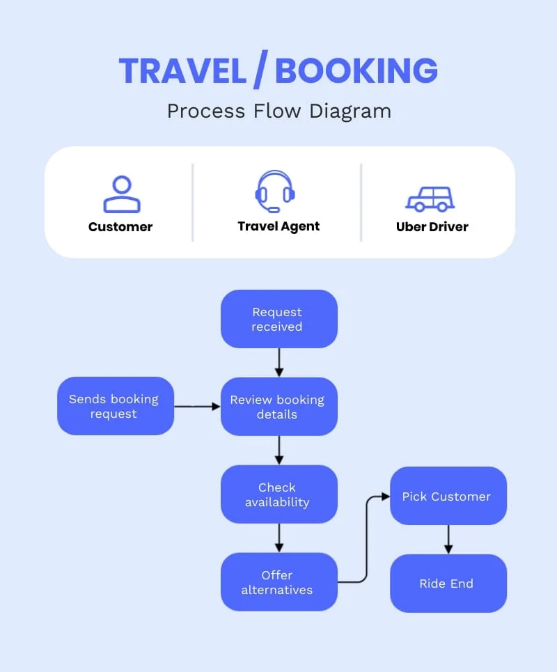 TRAVEL / BOOKING
Process Flow Diagram
Customer
Travel Agent
Uber Driver
Request
received
Sends booking
request
Review booking
details
Check
availability
Pick Customer
Offer
alternatives
Ride End